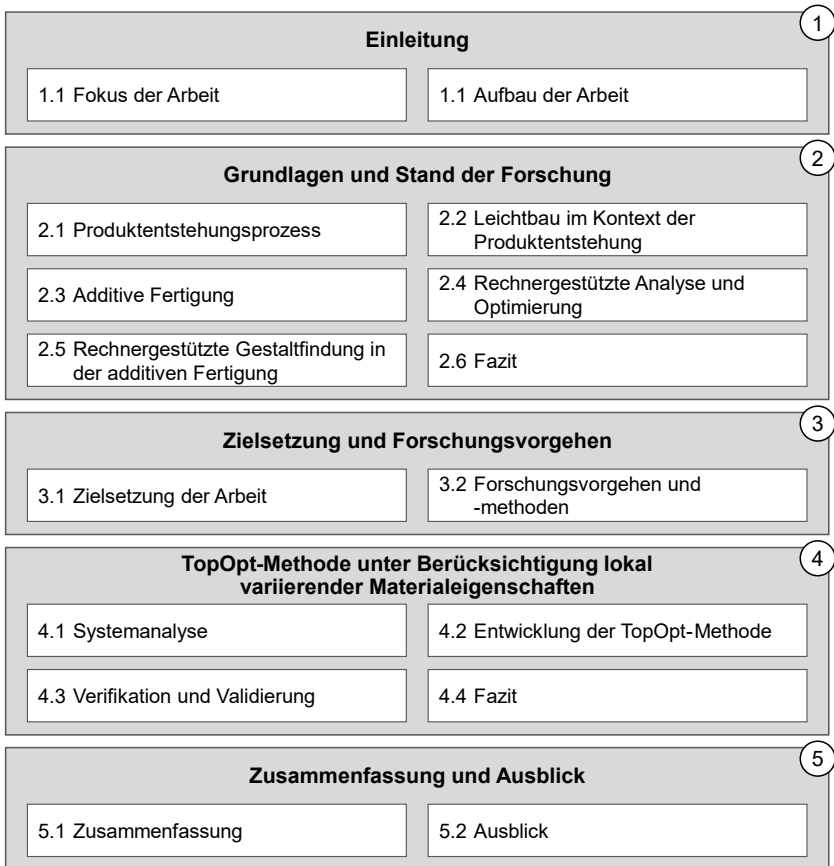 1
Einleitung
1.1 Fokus der Arbeit
1.1 Aufbau der Arbeit
2
Grundlagen und Stand der Forschung
2.1 Produktentstehungsprozess
2.2 Leichtbau im Kontext der
Produktentstehung
2.3 Additive Fertigung
2.4 Rechnergestützte Analyse und
Optimierung
2.5 Rechnergestützte Gestaltfindung in
der additiven Fertigung
2.6 Fazit
3
Zielsetzung und Forschungsvorgehen
3.1 Zielsetzung der Arbeit
3.2 Forschungsvorgehen und
-methoden
4
TopOpt-Methode unter Berücksichtigung lokal
variierender Materialeigenschaften
4.1 Systemanalyse
4.2 Entwicklung der TopOpt-Methode
4.3 Verifikation und Validierung
4.4 Fazit
5
Zusammenfassung und Ausblick
5.1 Zusammenfassung
5.2 Ausblick